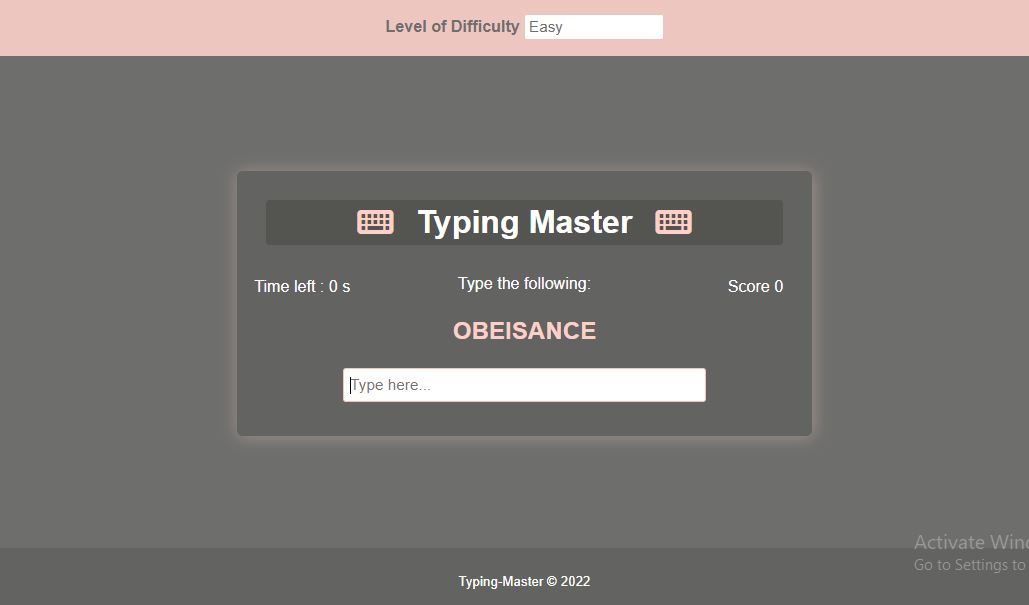 Level of Difficulty Easy
Typing Master
Time left : 0 s
Type the following:
Score 0
OBEISANCE
Type here...
Activate Wind
Go to Settings to
Typing-Master © 2022